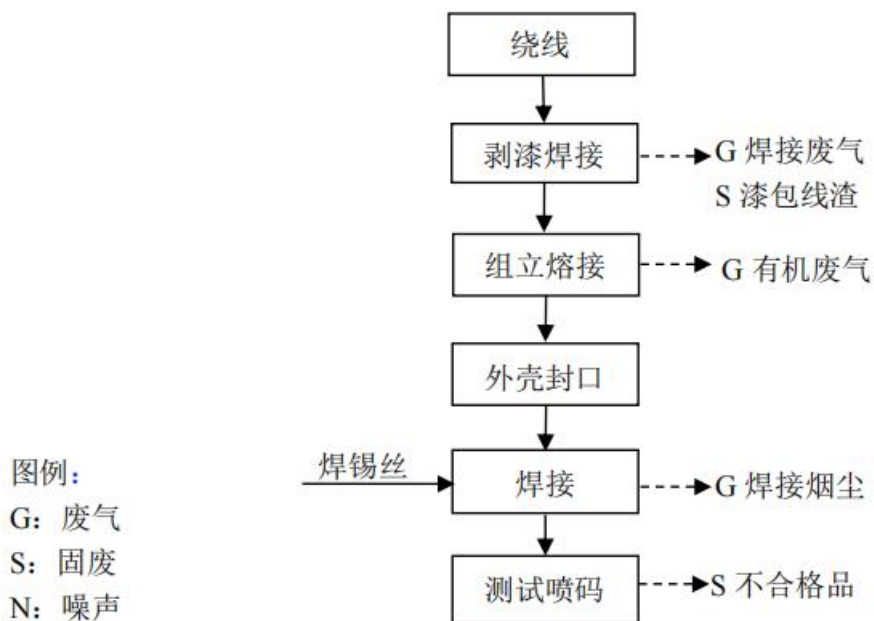 绕线
剥漆焊接
G 焊接废气
S 漆包线渣
组立熔接
G 有机废气
外壳封口
焊锡丝
焊接
G 焊接烟尘
测试喷码
S 不合格品
图例:
G：废气
S：固废
N：噪声